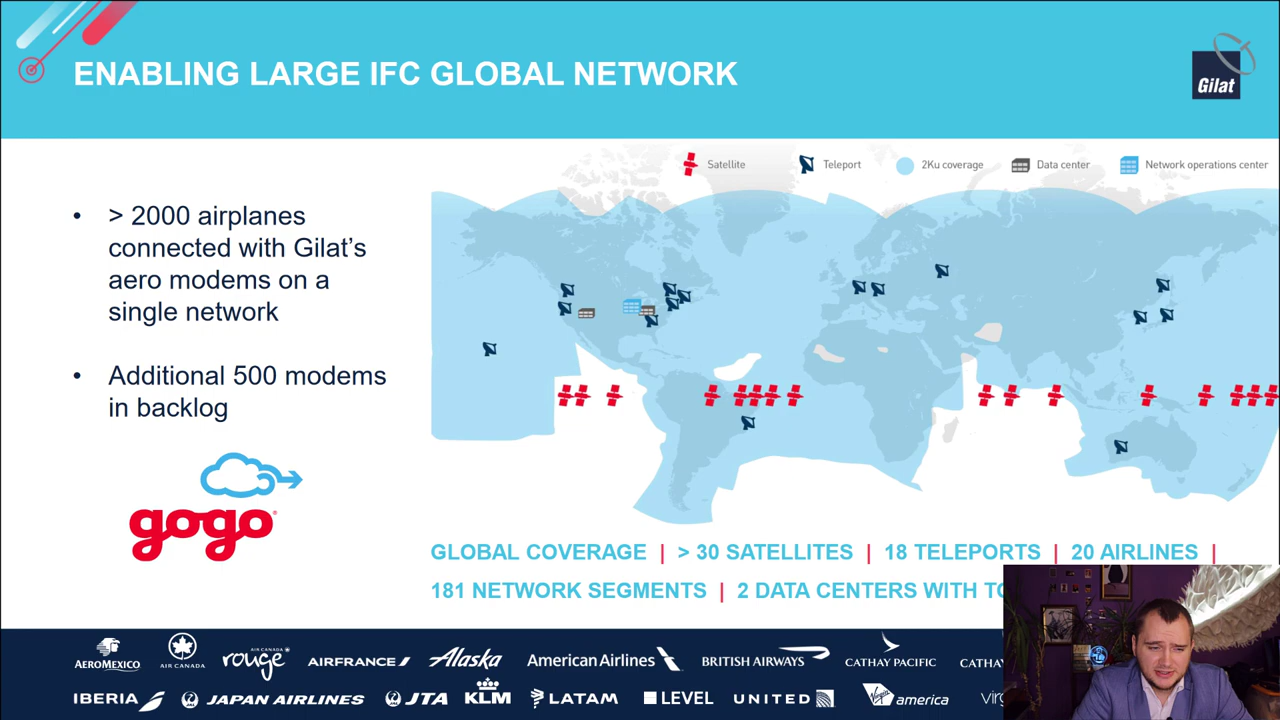 ENABLING LARGE IFC GLOBAL NETWORK
Gilat
Satellite
Teleport
2Ku coverage
Data center
Network operations center
• > 2000 airplanes
connected with Gilat's
aero modems on a
single network
• Additional 500 modems
in backlog
gogo
GLOBAL COVERAGE | > 30 SATELLITES | 18 TELEPORTS | 20 AIRLINES |
181 NETWORK SEGMENTS | 2 DATA CENTERS WITH
AEROMEXICO
AIR CANADA
AIR CANADA
rouge
AIRFRANCE
Alaska
American Airlines
BRITISH AIRWAYS
CATHAY PACIFIC
CATH
IBERIA
JAPAN AIRLINES
JTA
KLM
LATAM
LEVEL
UNITED
america